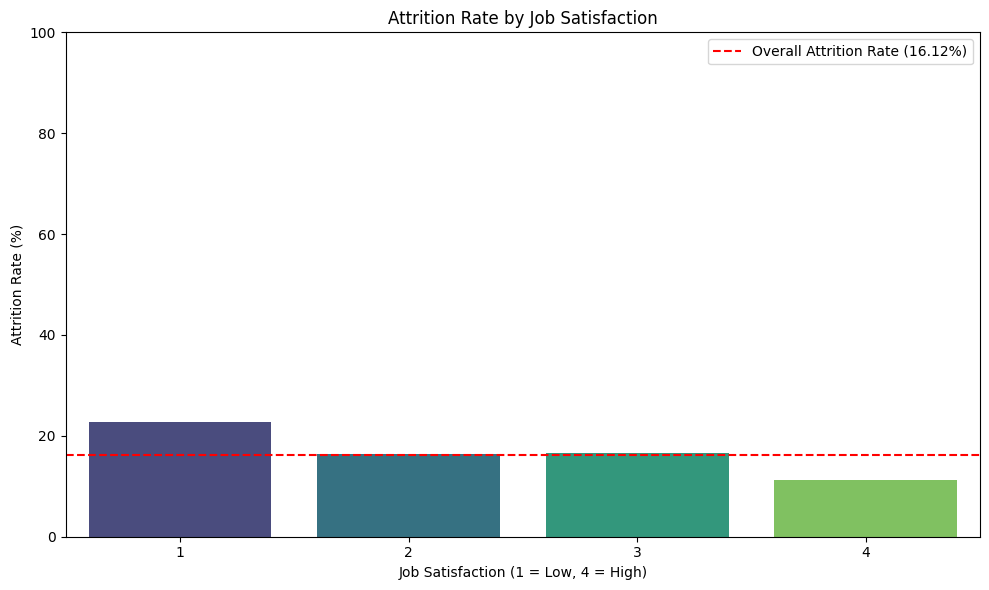 Attrition Rate by Job Satisfaction
Overall Attrition Rate (16.12%)
Attrition Rate (%)
100
80
60
40
20
0
1 2 3 4
Job Satisfaction (1 = Low, 4 = High)